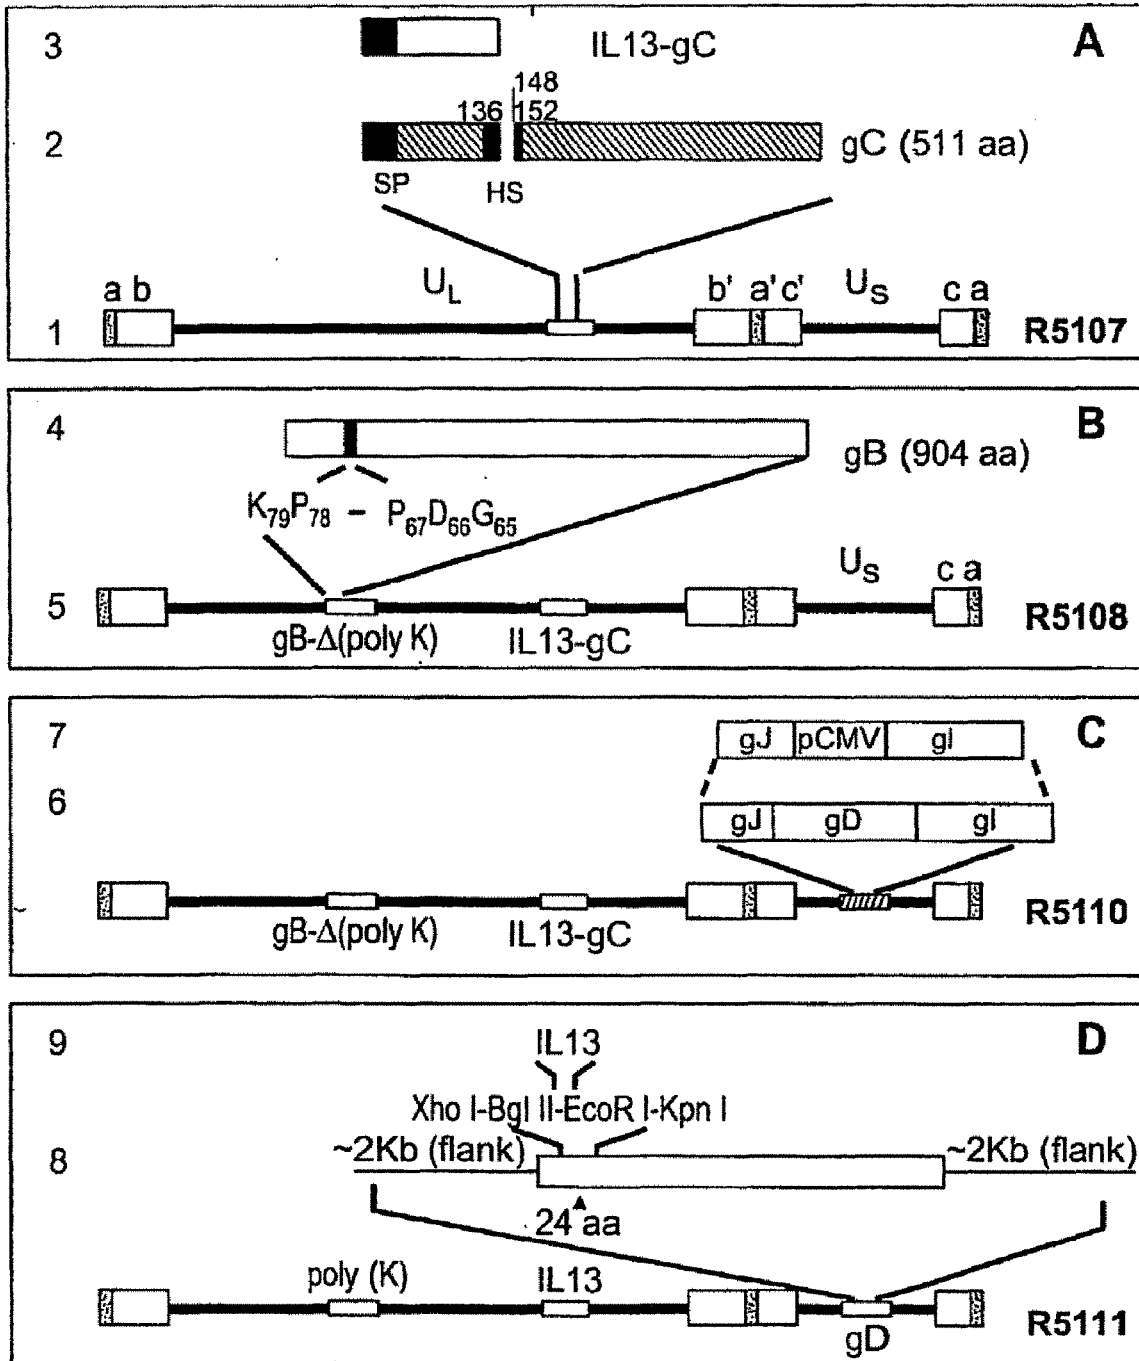 3 IL13-gC A
148
136 152
2 gC (511 aa)
SP HS
a b U_L b' a' c' U_S c a
1 R5107
4 B
gB (904 aa)
K79P78 – P67D66G65
U_S c a
5 R5108
gB-Δ(poly K) IL13-gC
7 gJ pCMV gI C
6 gJ gD gI
R5110
gB-Δ(poly K) IL13-gC
9 IL13 D
Xho I-Bgl II-EcoR I-Kpn I
8 ~2Kb (flank) ~2Kb (flank)
24 aa
poly (K) IL13
gD R5111